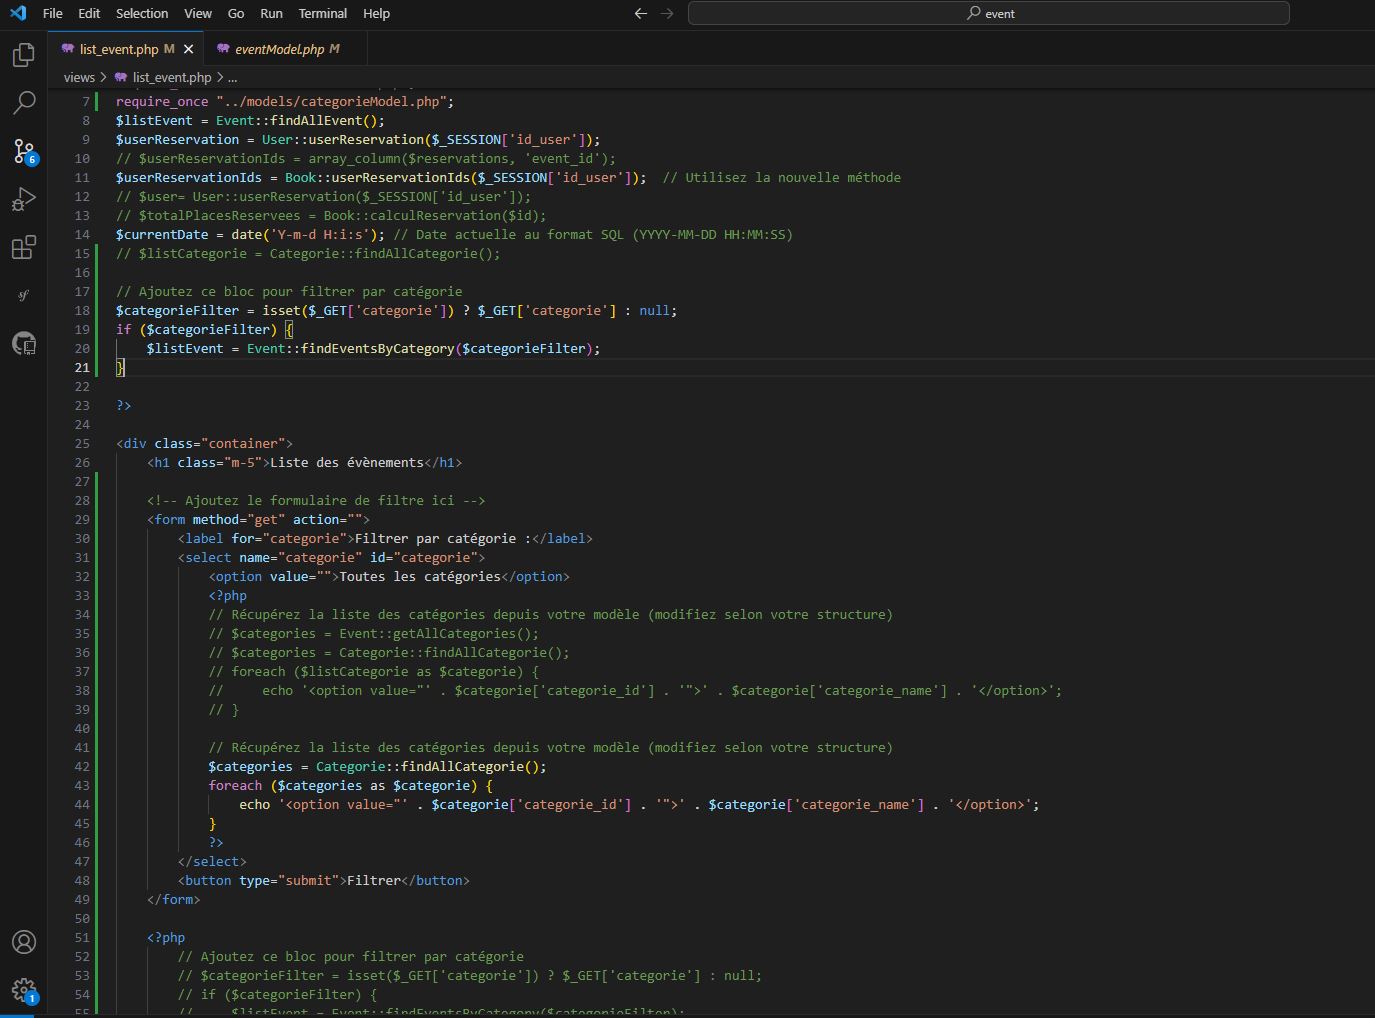 File Edit Selection View Go Run Terminal Help event
list_event.php M eventModel.php M
views list_event.php ...
7 require_once "../models/categorieModel.php";
8 $listEvent = Event::findAllEvent();
9 $userReservation = User::userReservation($_SESSION['id_user']);
10 // $userReservationIds = array_column($reservations, 'event_id');
11 $userReservationIds = Book::userReservationIds($_SESSION['id_user']);  // Utilisez la nouvelle méthode
12 // $user= User::userReservation($_SESSION['id_user']);
13 // $totalPlacesReservees = Book::calculReservation($id);
14 $currentDate = date('Y-m-d H:i:s'); // Date actuelle au format SQL (YYYY-MM-DD HH:MM:SS)
15 // $listCategorie = Categorie::findAllCategorie();
16
17 // Ajoutez ce bloc pour filtrer par catégorie
18 $categorieFilter = isset($_GET['categorie']) ? $_GET['categorie'] : null;
19 if ($categorieFilter) {
20     $listEvent = Event::findEventsByCategory($categorieFilter);
21 }
22
23 ?>
24
25 <div class="container">
26     <h1 class="m-5">Liste des évènements</h1>
27
28     <!-- Ajoutez le formulaire de filtre ici -->
29     <form method="get" action="">
30         <label for="categorie">Filtrer par catégorie :</label>
31         <select name="categorie" id="categorie">
32             <option value="">Toutes les catégories</option>
33             <?php
34             // Récupérez la liste des catégories depuis votre modèle (modifiez selon votre structure)
35             // $categories = Event::getAllCategories();
36             // $categories = Categorie::findAllCategorie();
37             // foreach ($listCategorie as $categorie) {
38             //     echo '<option value="' . $categorie['categorie_id'] . '">' . $categorie['categorie_name'] . '</option>';
39             // }
40
41             // Récupérez la liste des catégories depuis votre modèle (modifiez selon votre structure)
42             $categories = Categorie::findAllCategorie();
43             foreach ($categories as $categorie) {
44                 echo '<option value="' . $categorie['categorie_id'] . '">' . $categorie['categorie_name'] . '</option>';
45             }
46             ?>
47         </select>
48         <button type="submit">Filtrer</button>
49     </form>
50
51     <?php
52         // Ajoutez ce bloc pour filtrer par catégorie
53         // $categorieFilter = isset($_GET['categorie']) ? $_GET['categorie'] : null;
54         // if ($categorieFilter) {
55         //     $listEvent = Event::findEventsByCategory($categorieFilter);
6
1